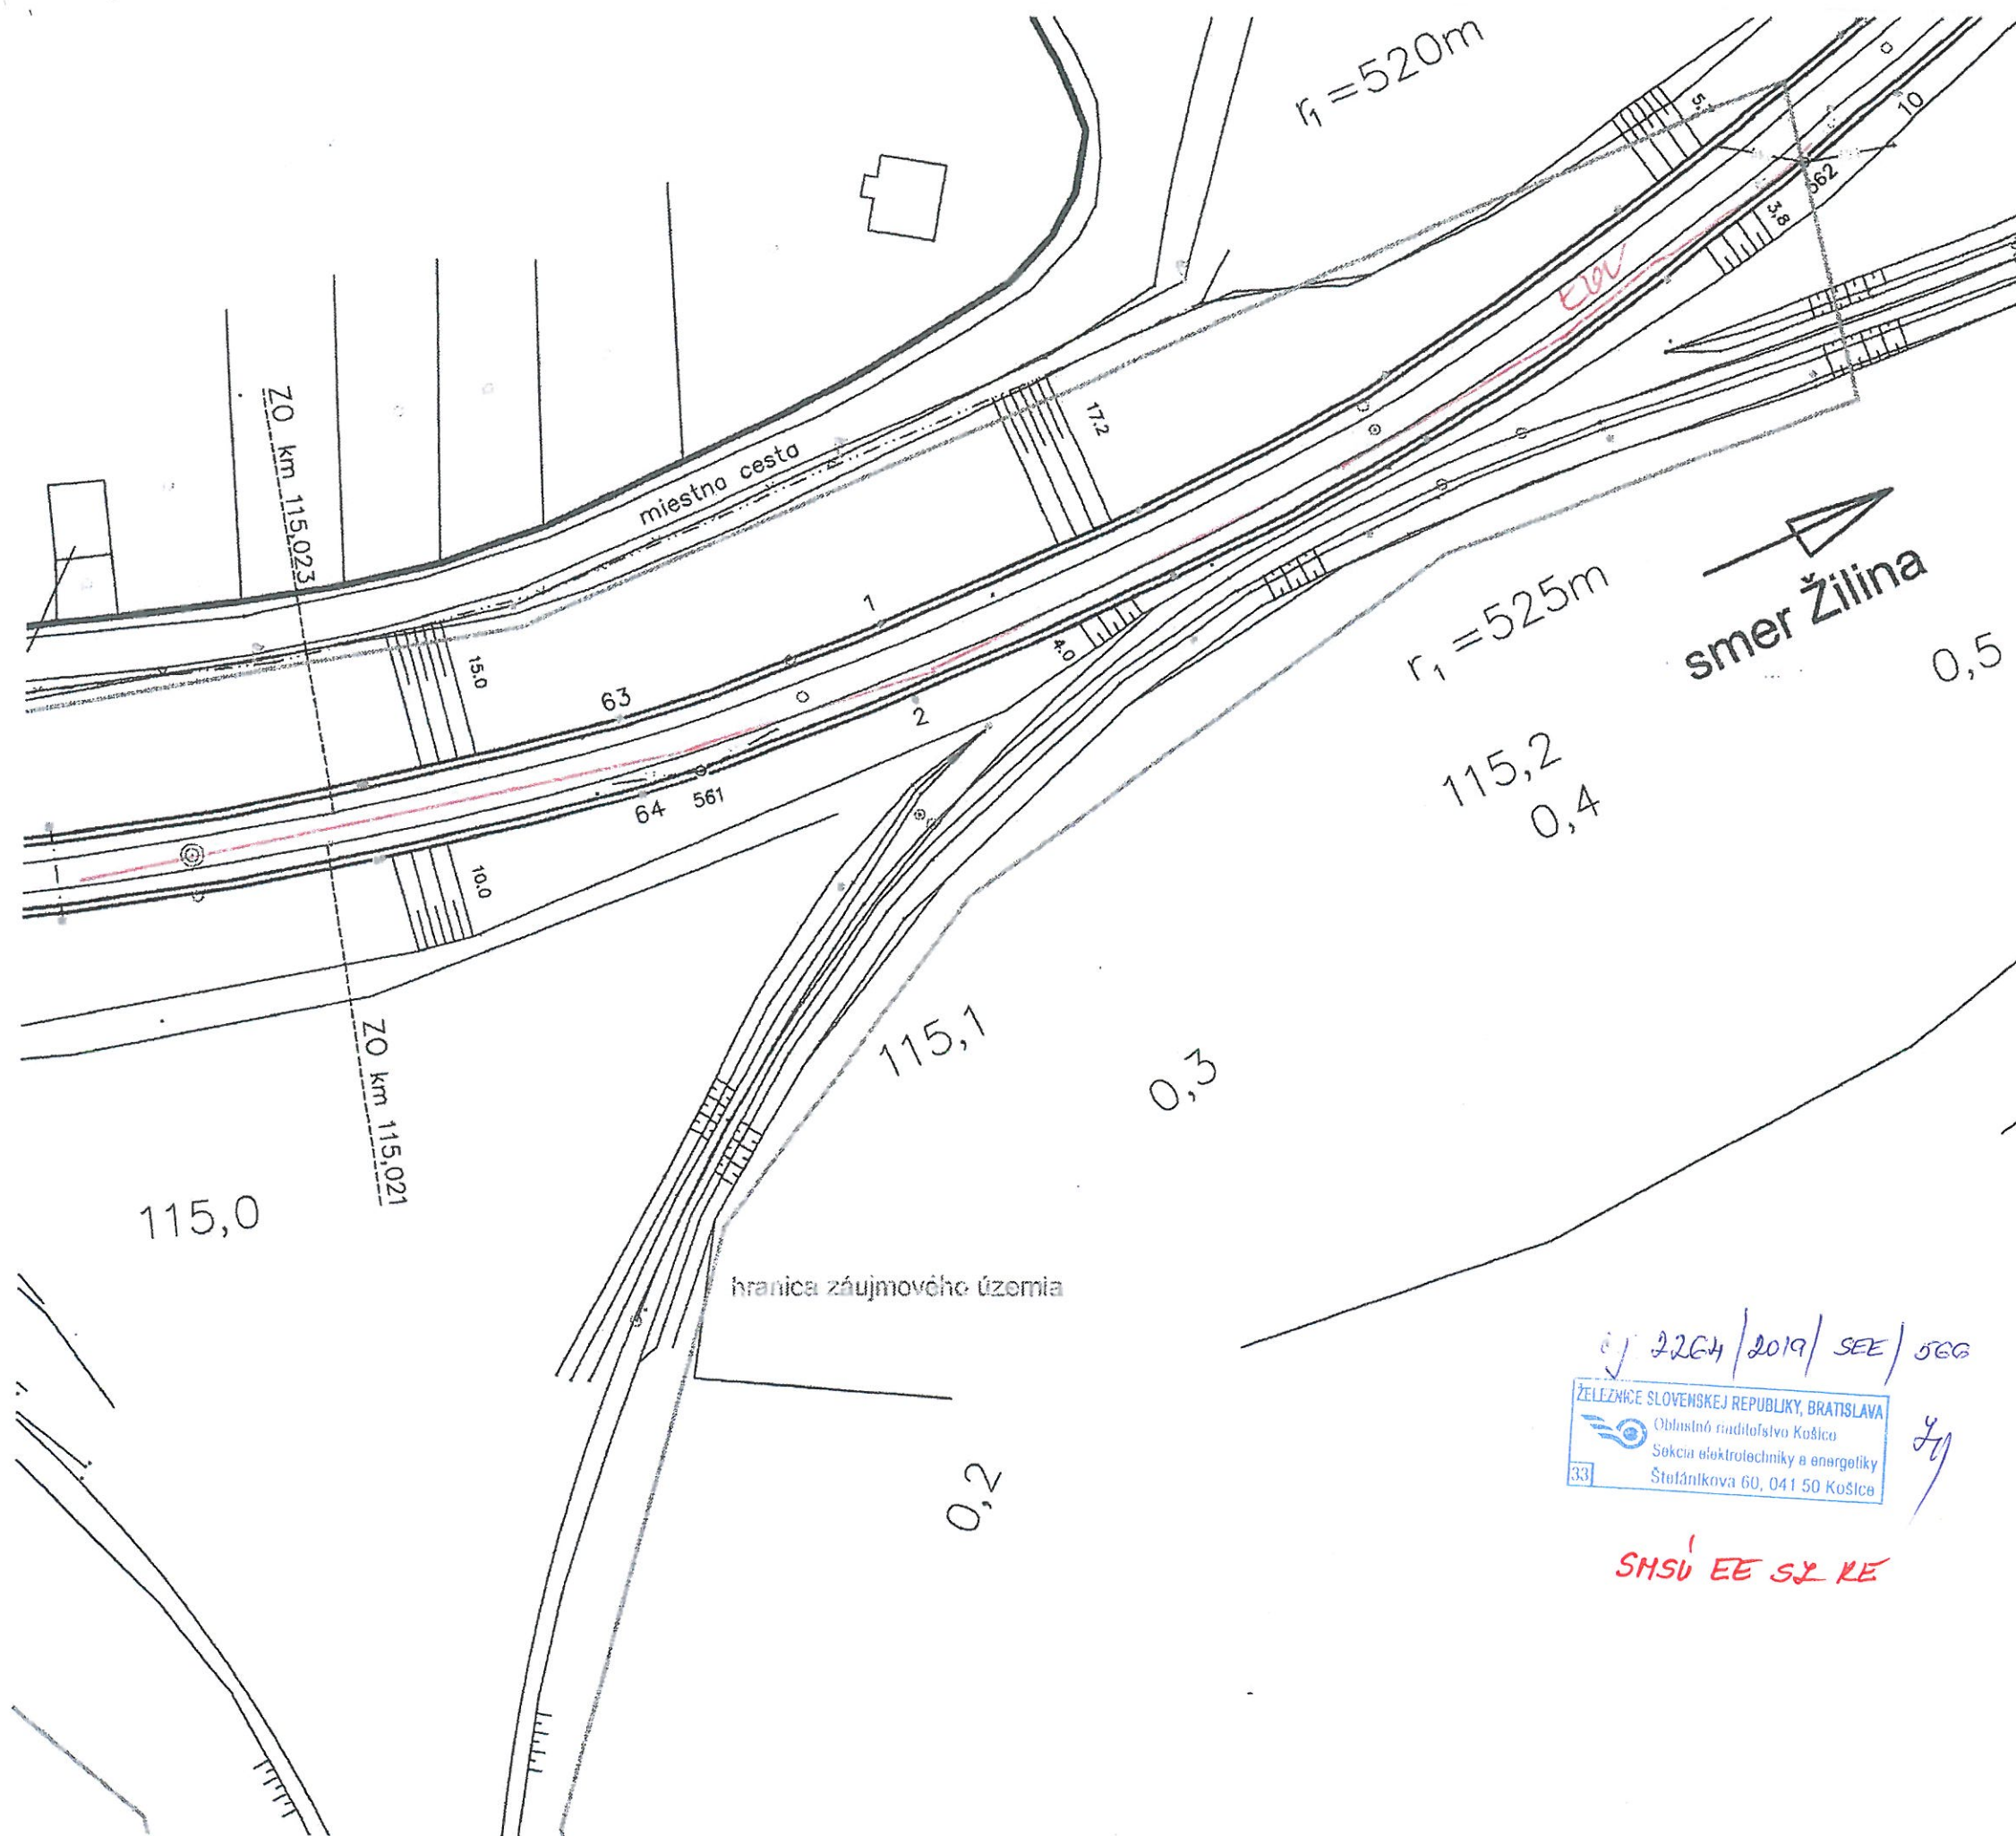 r1 =520m
5.
10
562
3,8
ZO km 115,023
miestna cesta
17.2
15.0
63
1
4.0
2
64
561
10.0
r1 =525m
smer Žilina
0,5
115,2
0,4
115,1
0,3
ZO km 115,021
115,0
hranica záujmového územia
0,2
čj 2264/2019/SEE/566
ŽELEZNICE SLOVENSKEJ REPUBLIKY, BRATISLAVA
Oblastné riaditeľstvo Košice
Sekcia elektrotechniky a energetiky
33
Štefánikova 60, 041 50 Košice
SMSÚ EE SZ KE